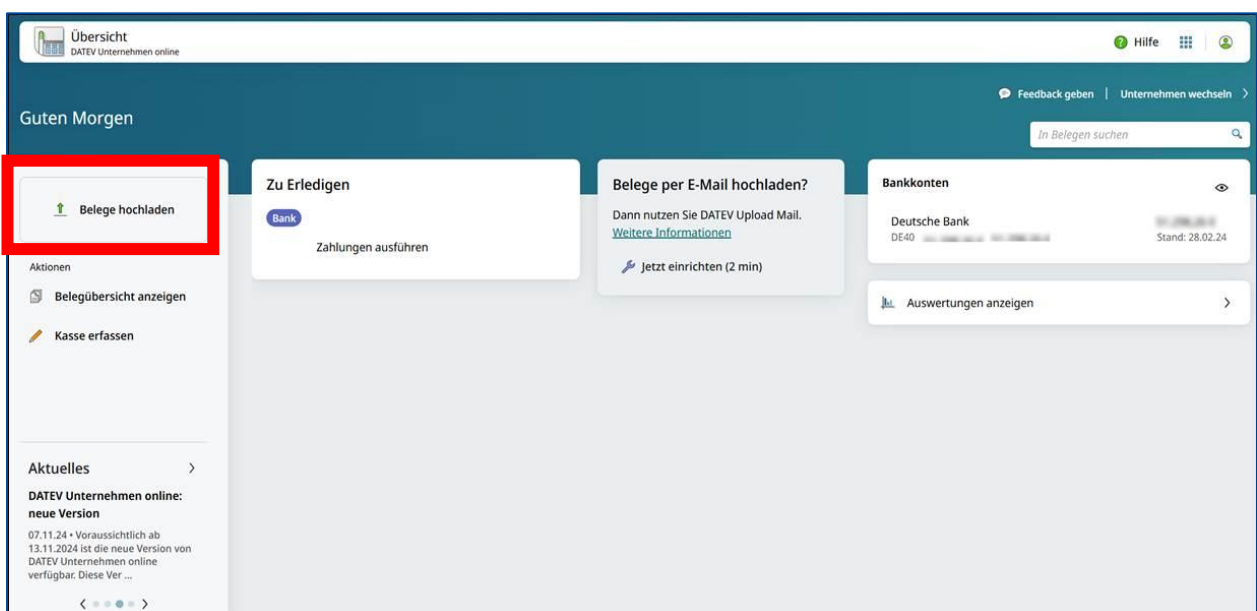 Übersicht
DATEV Unternehmen online
Hilfe
Feedback geben | Unternehmen wechseln
Guten Morgen
In Belegen suchen
Belege hochladen
Aktionen
Belegübersicht anzeigen
Kasse erfassen
Aktuelles
DATEV Unternehmen online:
neue Version
07.11.24 • Voraussichtlich ab
13.11.2024 ist die neue Version von
DATEV Unternehmen online
verfügbar. Diese Ver ...
Zu Erledigen
Bank
Zahlungen ausführen
Belege per E-Mail hochladen?
Dann nutzen Sie DATEV Upload Mail.
Weitere Informationen
Jetzt einrichten (2 min)
Bankkonten
Deutsche Bank
DE40
Stand: 28.02.24
Auswertungen anzeigen